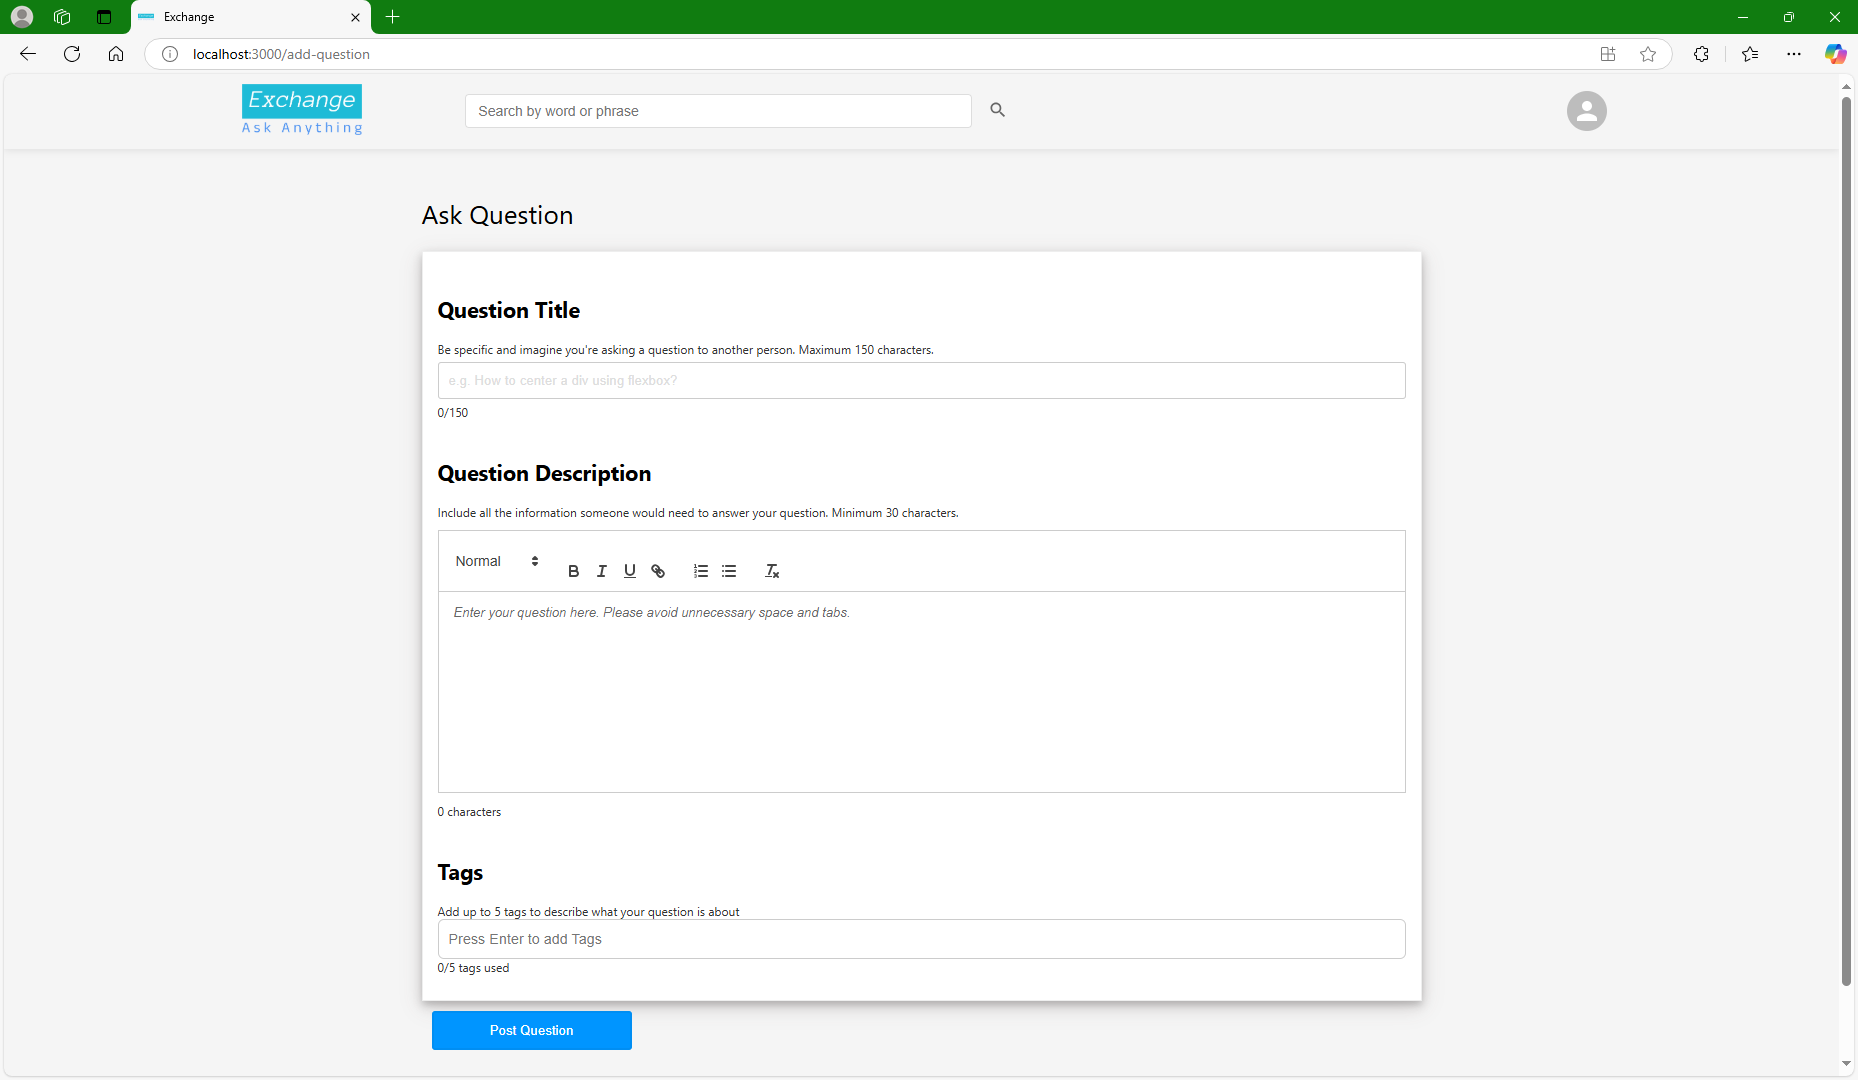 Exchange
localhost:3000/add-question
Exchange
Ask Anything
Search by word or phrase
Ask Question
Question Title
Be specific and imagine you're asking a question to another person. Maximum 150 characters.
e.g. How to center a div using flexbox?
0/150
Question Description
Include all the information someone would need to answer your question. Minimum 30 characters.
Normal
Enter your question here. Please avoid unnecessary space and tabs.
0 characters
Tags
Add up to 5 tags to describe what your question is about
Press Enter to add Tags
0/5 tags used
Post Question